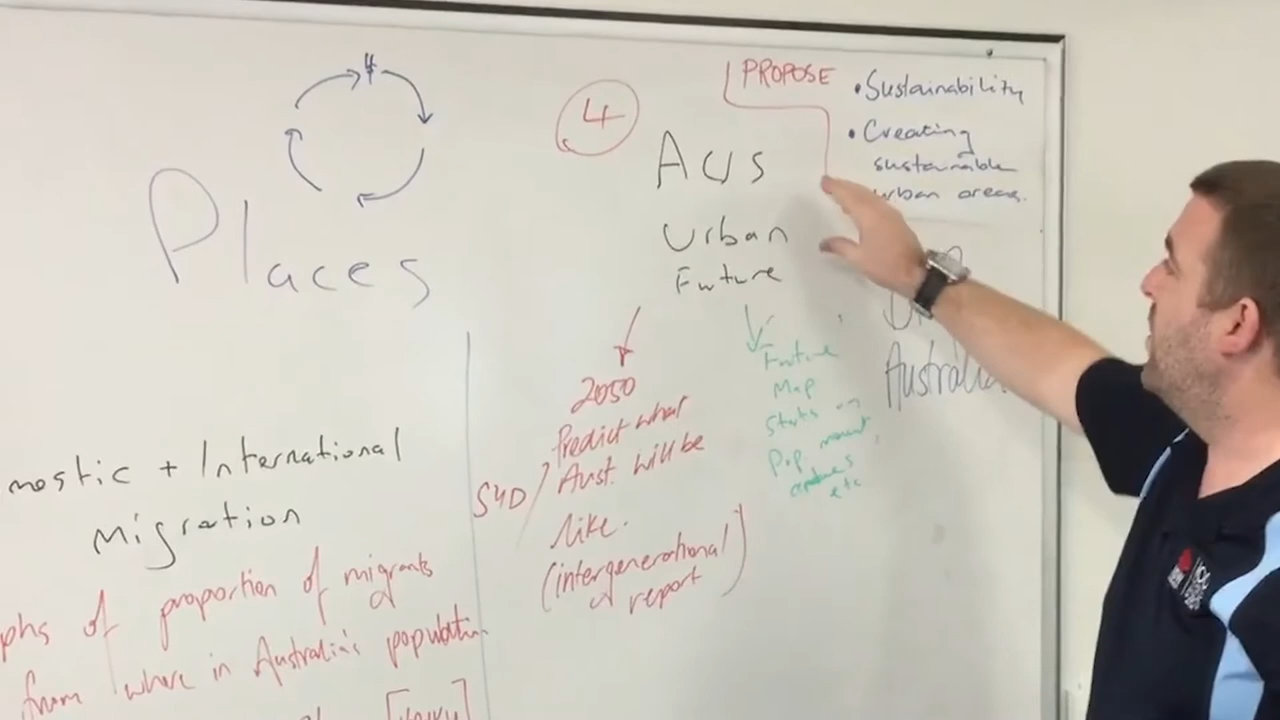 Places
mostic + International
Migration
phs of proportion of migrants
from where in Australia's population
4
Aus
Urban
Future
2050
Predict what
SYD / Aust. will be
like.
(intergenerational)
report
Future
Map
Stats on
Pop.
etc
PROPOSE
• Sustainability
• Creating
sustainable
urban areas.
Australia